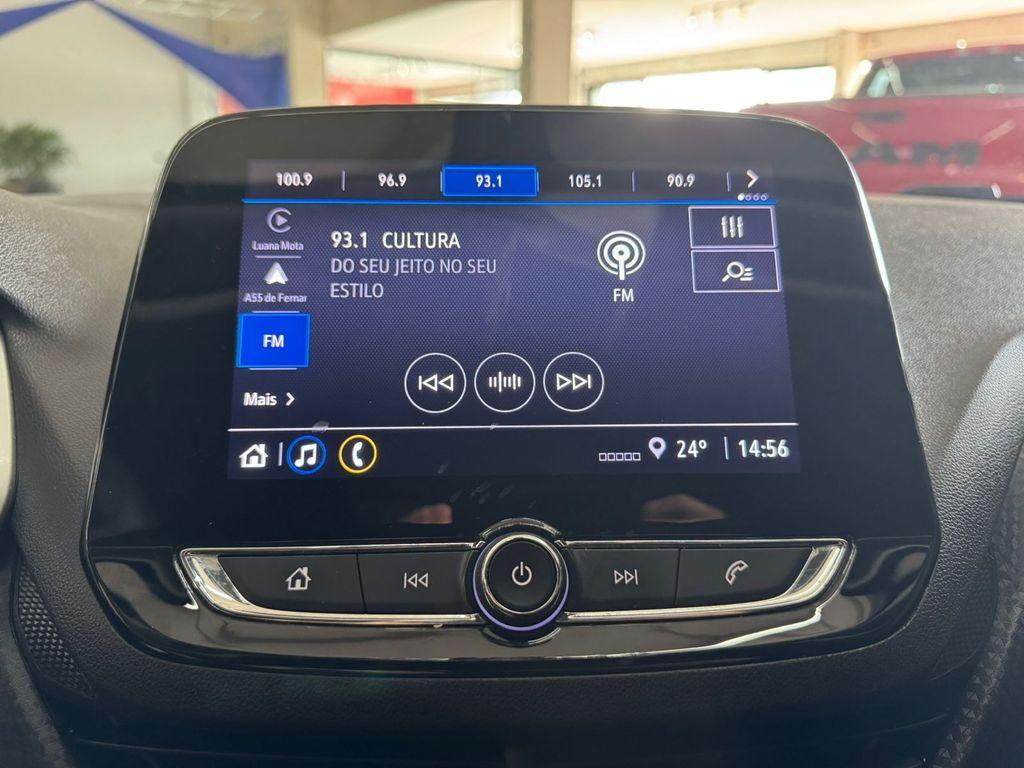 100.9 96.9 93.1 105.1 90.9
Luana Mota
A55 de Fernar
FM
Mais
93.1 CULTURA
DO SEU JEITO NO SEU
ESTILO
FM
24° 14:56
RAM